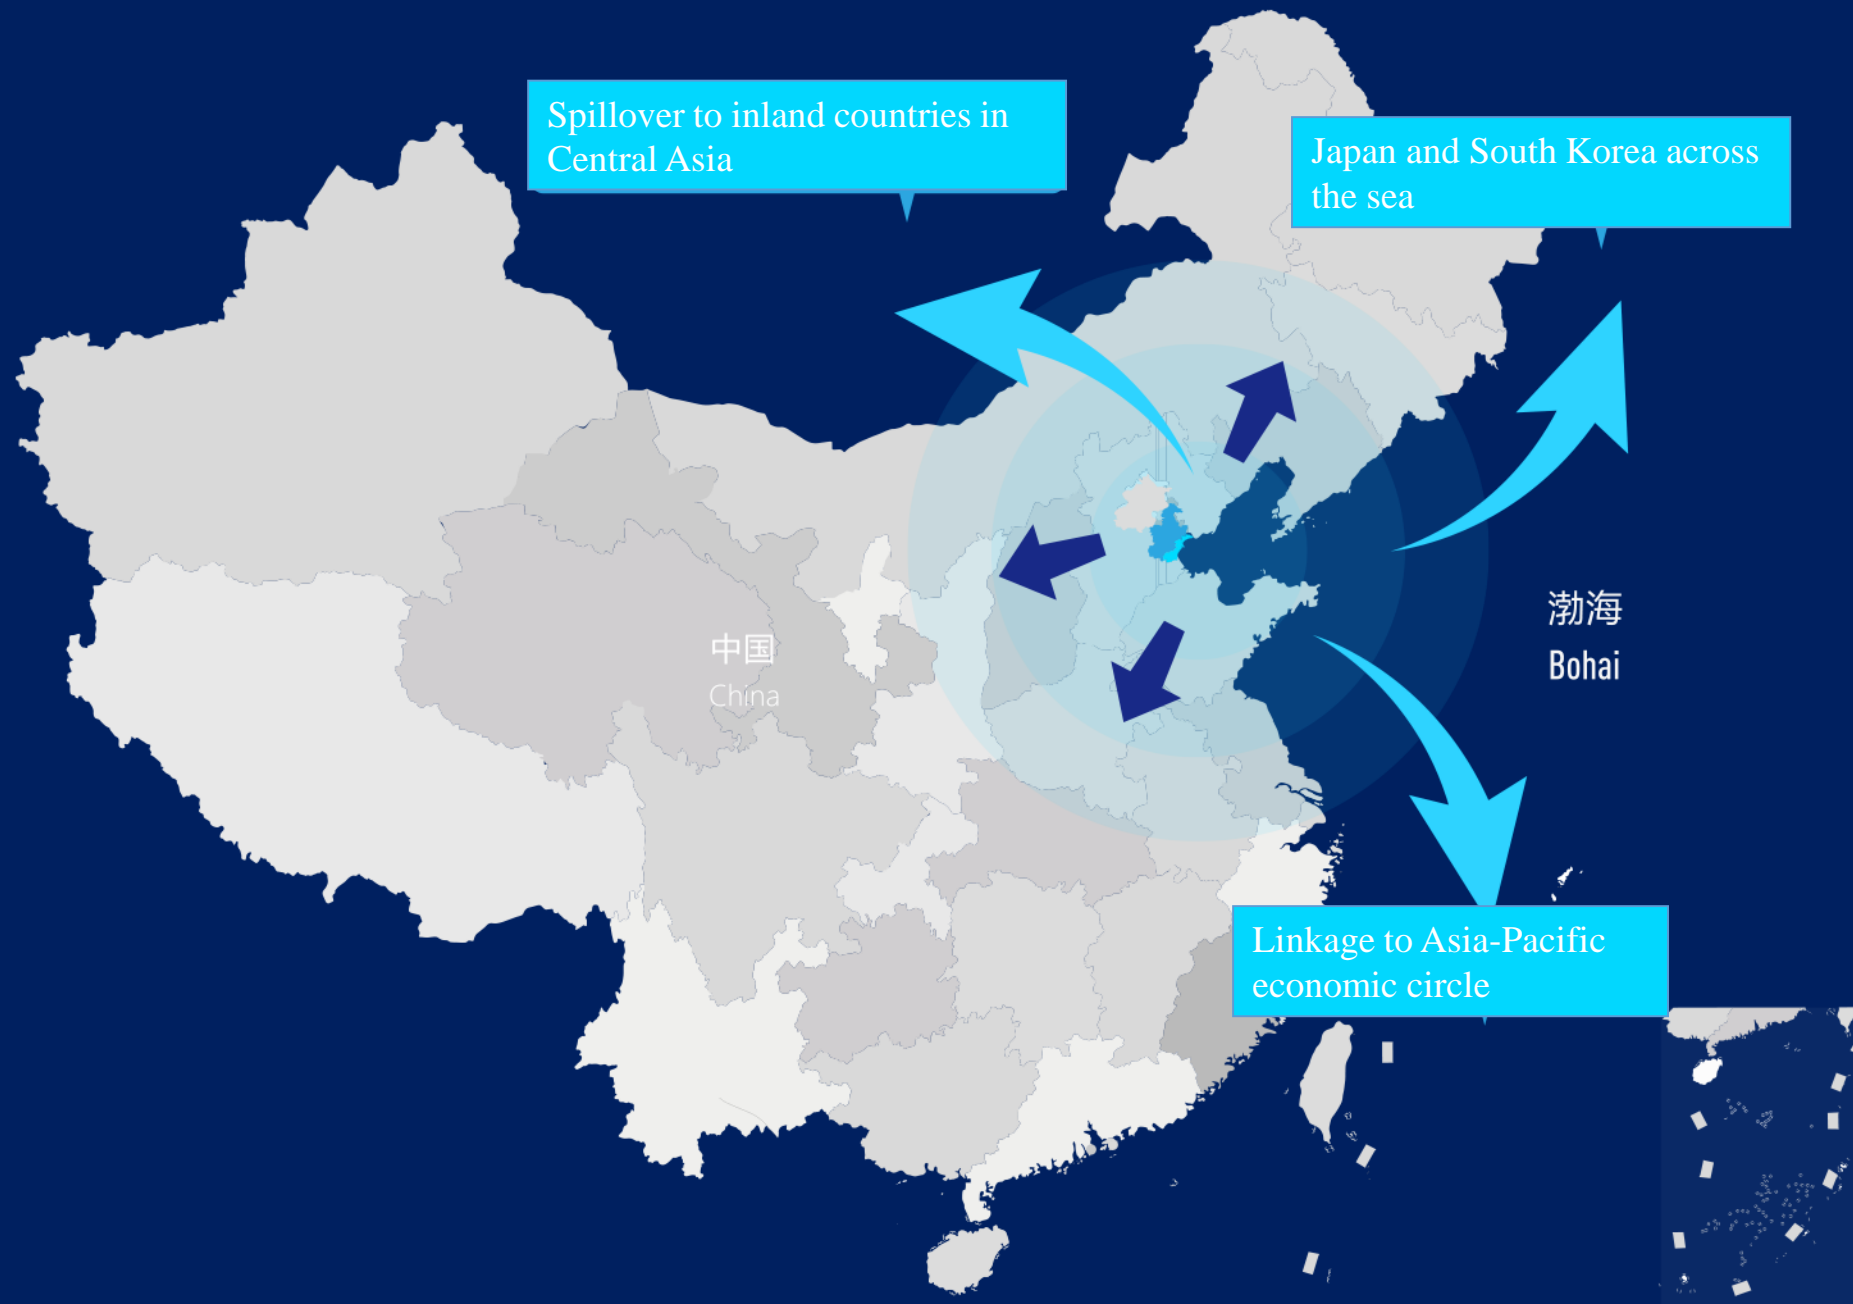 Spillover to inland countries in
Central Asia
Japan and South Korea across
the sea
渤海
Bohai
中国
China
Linkage to Asia-Pacific
economic circle